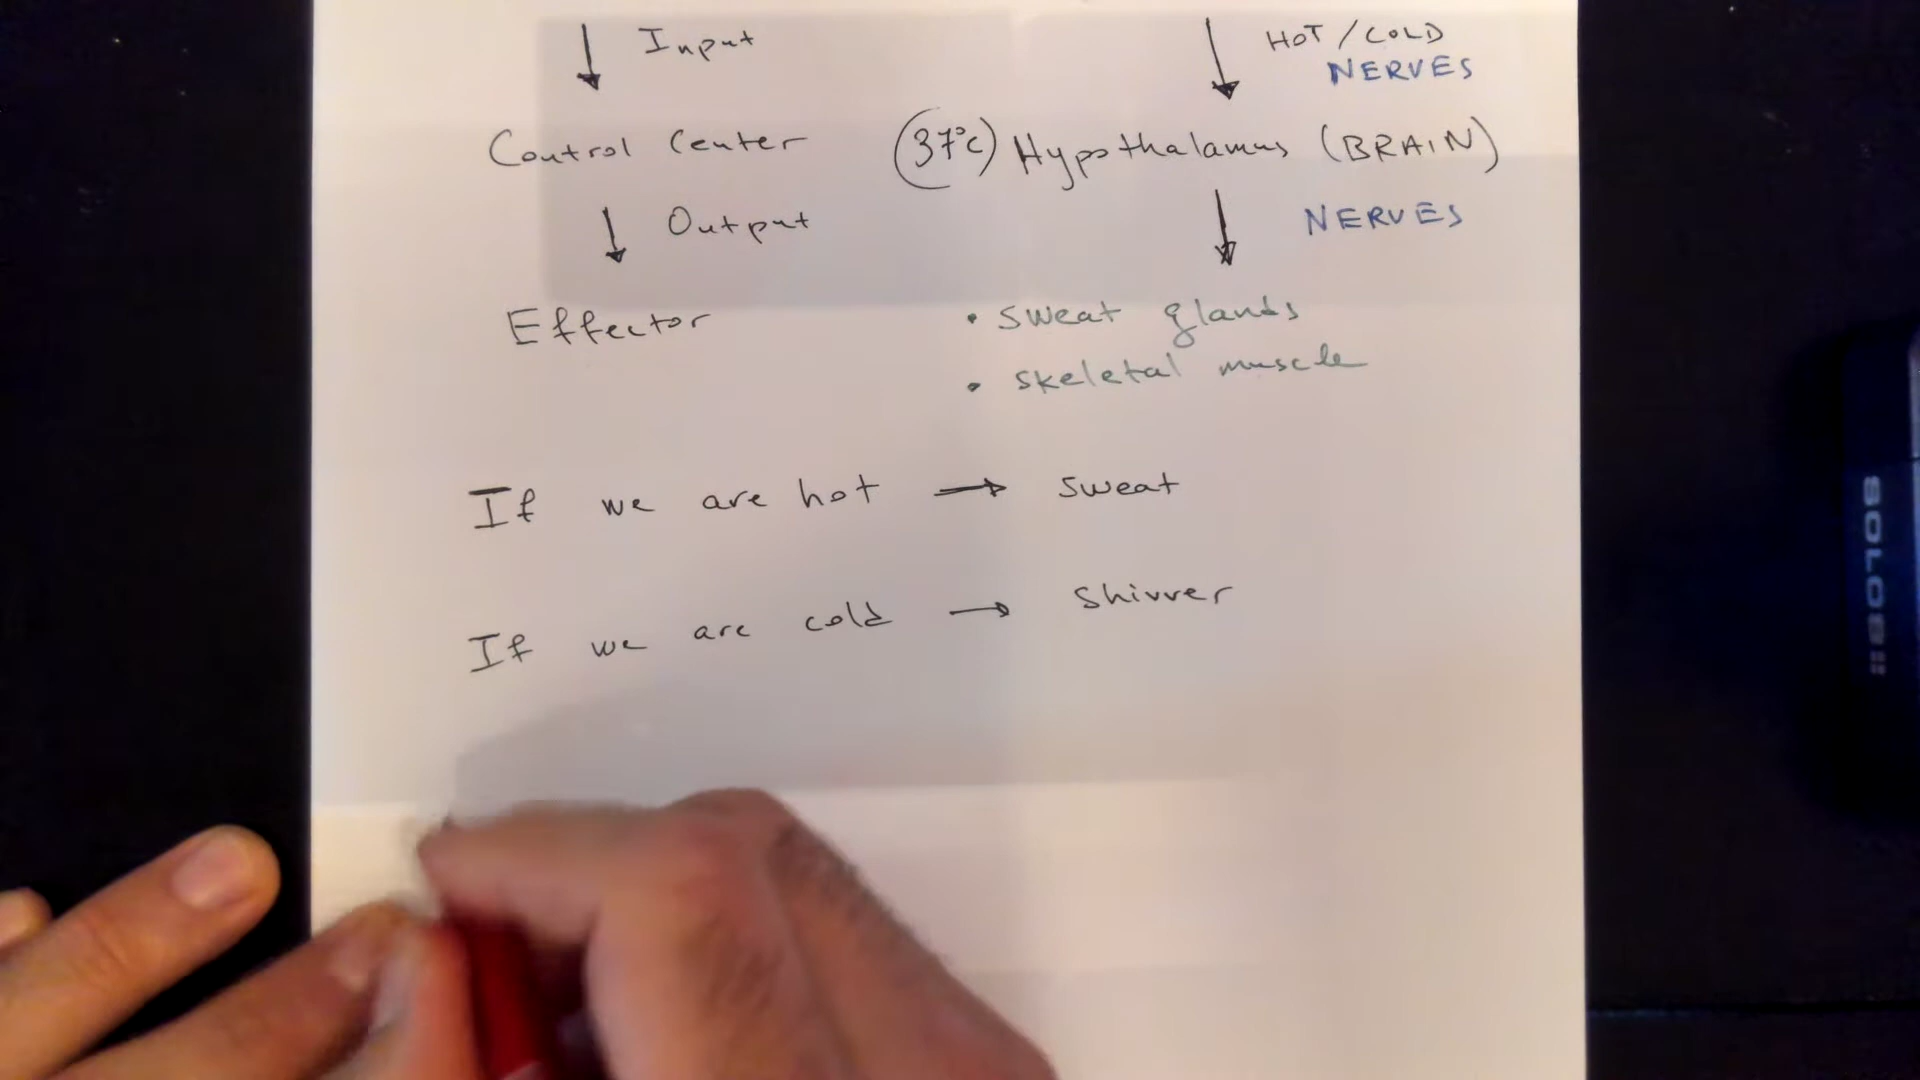 Input HOT / COLD
NERVES
Control Center (37°C) Hypothalamus (BRAIN)
Output NERVES
Effector • sweat glands
• skeletal muscle
If we are hot → sweat
If we are cold → shivver